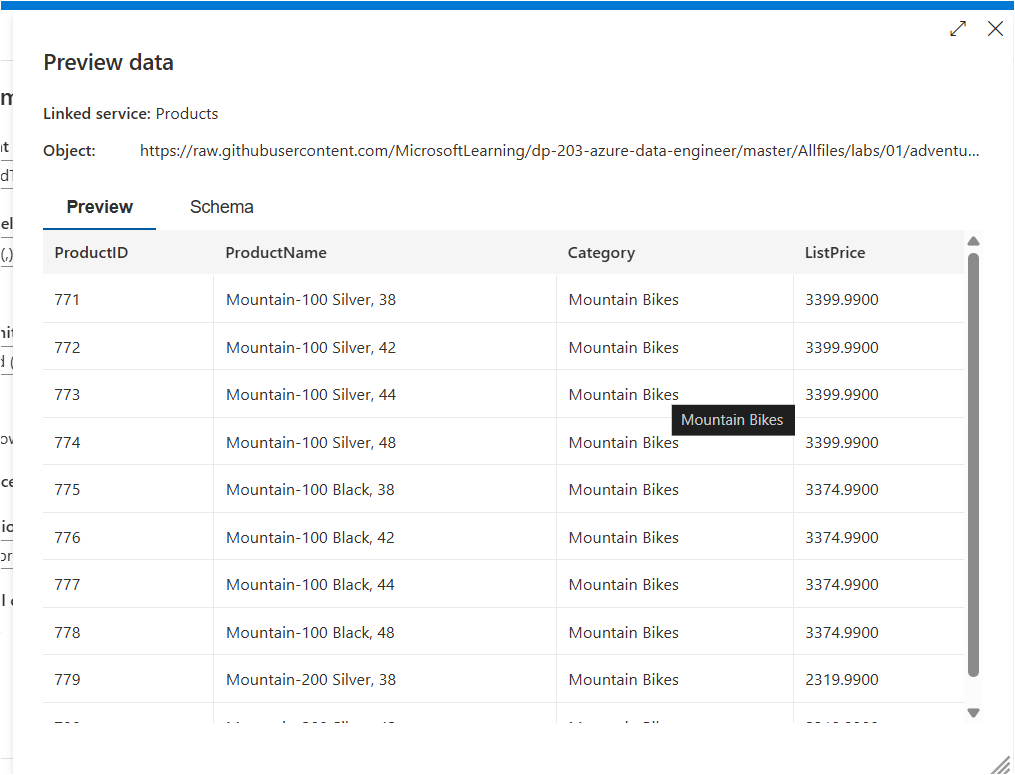 Preview data
Linked service: Products
Object: https://raw.githubusercontent.com/MicrosoftLearning/dp-203-azure-data-engineer/master/Allfiles/labs/01/adventu...
Preview Schema
ProductID ProductName Category ListPrice
771 Mountain-100 Silver, 38 Mountain Bikes 3399.9900
772 Mountain-100 Silver, 42 Mountain Bikes 3399.9900
773 Mountain-100 Silver, 44 Mountain Bikes 3399.9900
Mountain Bikes
774 Mountain-100 Silver, 48 Mountain Bikes 3399.9900
775 Mountain-100 Black, 38 Mountain Bikes 3374.9900
776 Mountain-100 Black, 42 Mountain Bikes 3374.9900
777 Mountain-100 Black, 44 Mountain Bikes 3374.9900
778 Mountain-100 Black, 48 Mountain Bikes 3374.9900
779 Mountain-200 Silver, 38 Mountain Bikes 2319.9900